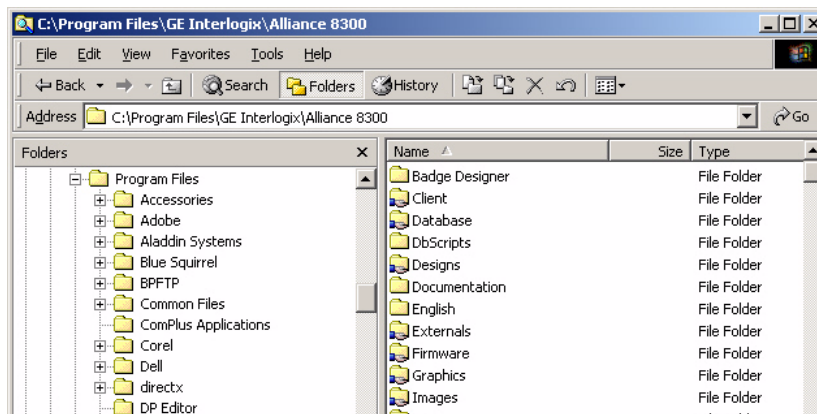 C:\Program Files\GE Interlogix\Alliance 8300
File Edit View Favorites Tools Help
Back Search Folders History
Address C:\Program Files\GE Interlogix\Alliance 8300 Go
Folders x
Program Files
Accessories
Adobe
Aladdin Systems
Blue Squirrel
BPFTP
Common Files
ComPlus Applications
Corel
Dell
directx
DP Editor
Name Size Type
Badge Designer File Folder
Client File Folder
Database File Folder
DbScripts File Folder
Designs File Folder
Documentation File Folder
English File Folder
Externals File Folder
Firmware File Folder
Graphics File Folder
Images File Folder